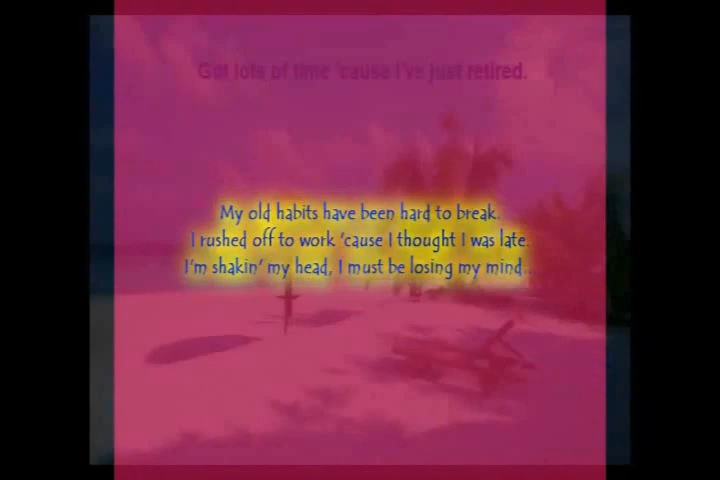 Got lots of time 'cause I've just retired.
My old habits have been hard to break.
I rushed off to work 'cause I thought I was late.
I'm shakin' my head, I must be losing my mind..